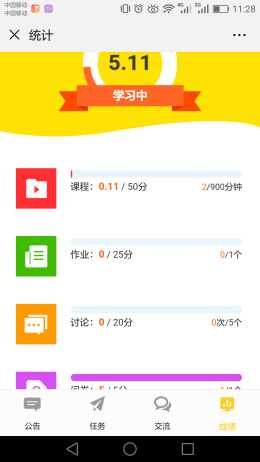 中国移动
中国移动
4G 3G 11:28
统计
5.11
学习中
课程：0.11 / 50分 2/900分钟
作业：0 / 25分 0/1个
讨论：0 / 20分 0次/5个
公告 任务 交流 成绩